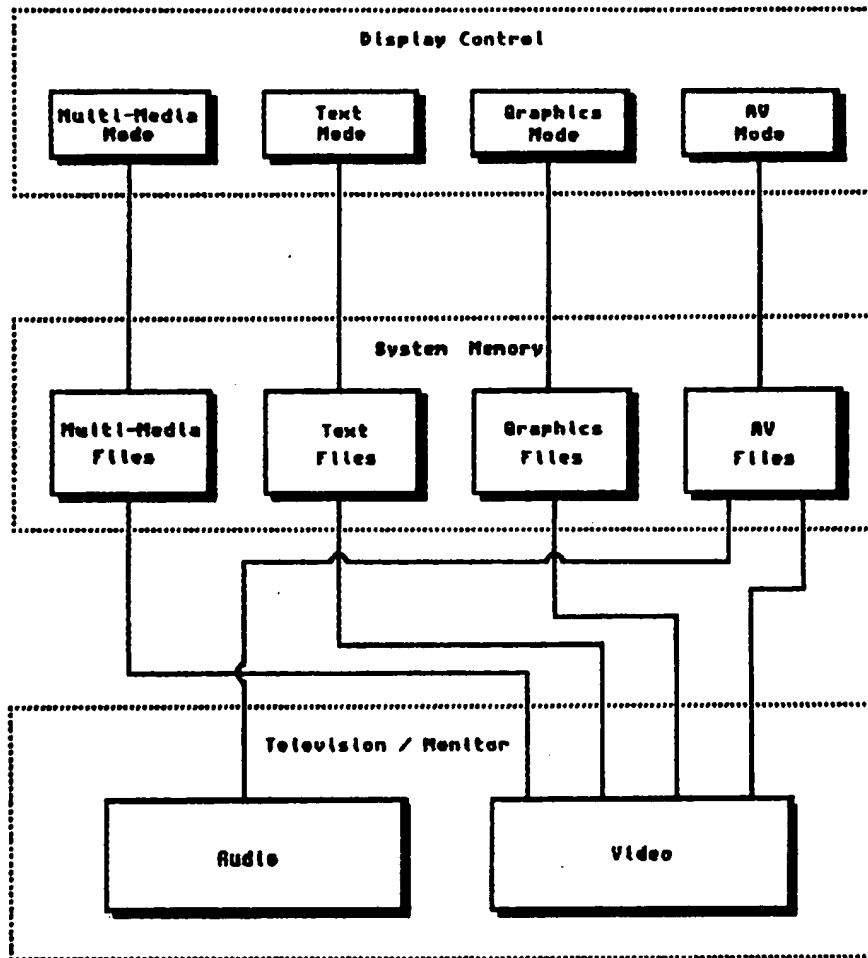 Display Control
Multi-Media
Mode
Text
Mode
Graphics
Mode
AV
Mode
System Memory
Multi-Media
Files
Text
Files
Graphics
Files
AV
Files
Television / Monitor
Audio
Video